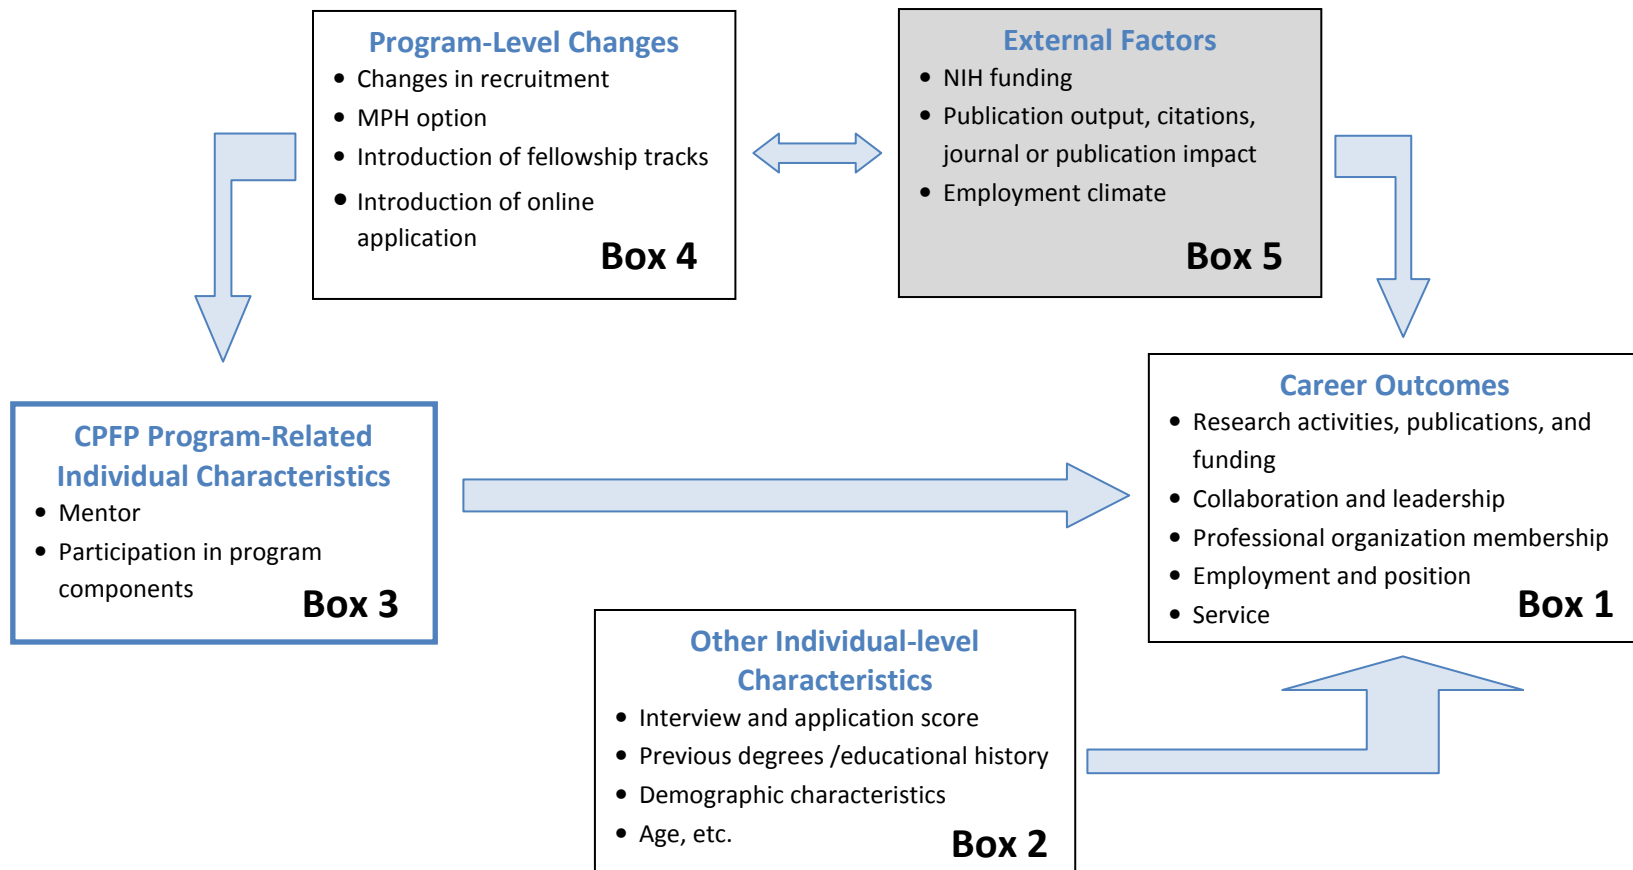 Program-Level Changes
• Changes in recruitment
• MPH option
• Introduction of fellowship tracks
• Introduction of online
application
Box 4
External Factors
• NIH funding
• Publication output, citations,
journal or publication impact
• Employment climate
Box 5
CPFP Program-Related
Individual Characteristics
• Mentor
• Participation in program
components
Box 3
Career Outcomes
• Research activities, publications, and
funding
• Collaboration and leadership
• Professional organization membership
• Employment and position
• Service
Box 1
Other Individual-level
Characteristics
• Interview and application score
• Previous degrees /educational history
• Demographic characteristics
• Age, etc.
Box 2